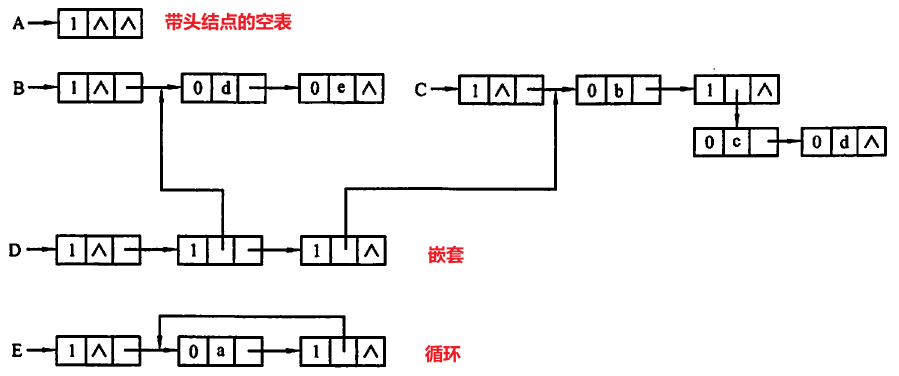 A 1 ∧ ∧ 带头结点的空表
B 1 ∧ 0 d 0 e ∧ C 1 ∧ 0 b 1 ∧
0 c 0 d ∧
D 1 ∧ 1 1 ∧ 嵌套
E 1 ∧ 0 a 1 ∧ 循环